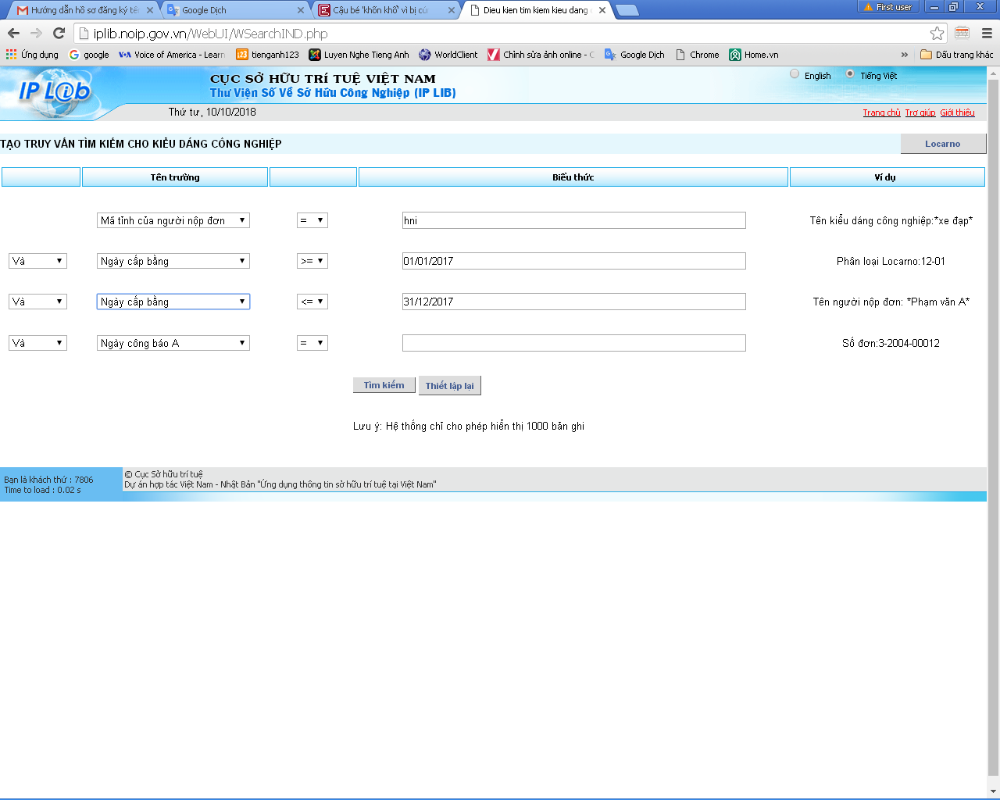 Hướng dẫn hồ sơ đăng ký tên
Google Dịch
Cậu bé 'khốn khổ' vì bị cứn
Dieu kien tim kiem kieu dang c
First user
iplib.noip.gov.vn/WebUI/WSearchIND.php
Ứng dụng
google
Voice of America - Learn
tienganh123
Luyen Nghe Tieng Anh
WorldClient
Chỉnh sửa ảnh online - C
Google Dịch
Chrome
Home.vn
»
Dấu trang khác
IP Lib
CỤC SỞ HỮU TRÍ TUỆ VIỆT NAM
Thư Viện Số Về Sở Hữu Công Nghiệp (IP LIB)
English
Tiếng Việt
Thứ tư, 10/10/2018
Trang chủ Trợ giúp Giới thiệu
TẠO TRUY VẤN TÌM KIẾM CHO KIỂU DÁNG CÔNG NGHIỆP
Locarno
Tên trường
Biểu thức
Ví dụ
Mã tỉnh của người nộp đơn
=
hni
Tên kiểu dáng công nghiệp:*xe đạp*
Và
Ngày cấp bằng
>=
01/01/2017
Phân loại Locarno:12-01
Và
Ngày cấp bằng
<=
31/12/2017
Tên người nộp đơn: *Phạm văn A*
Và
Ngày công báo A
=
Số đơn:3-2004-00012
Tìm kiếm
Thiết lập lại
Lưu ý: Hệ thống chỉ cho phép hiển thị 1000 bản ghi
Bạn là khách thứ : 7806
Time to load : 0.02 s
© Cục Sở hữu trí tuệ
Dự án hợp tác Việt Nam - Nhật Bản "Ứng dụng thông tin sở hữu trí tuệ tại Việt Nam"